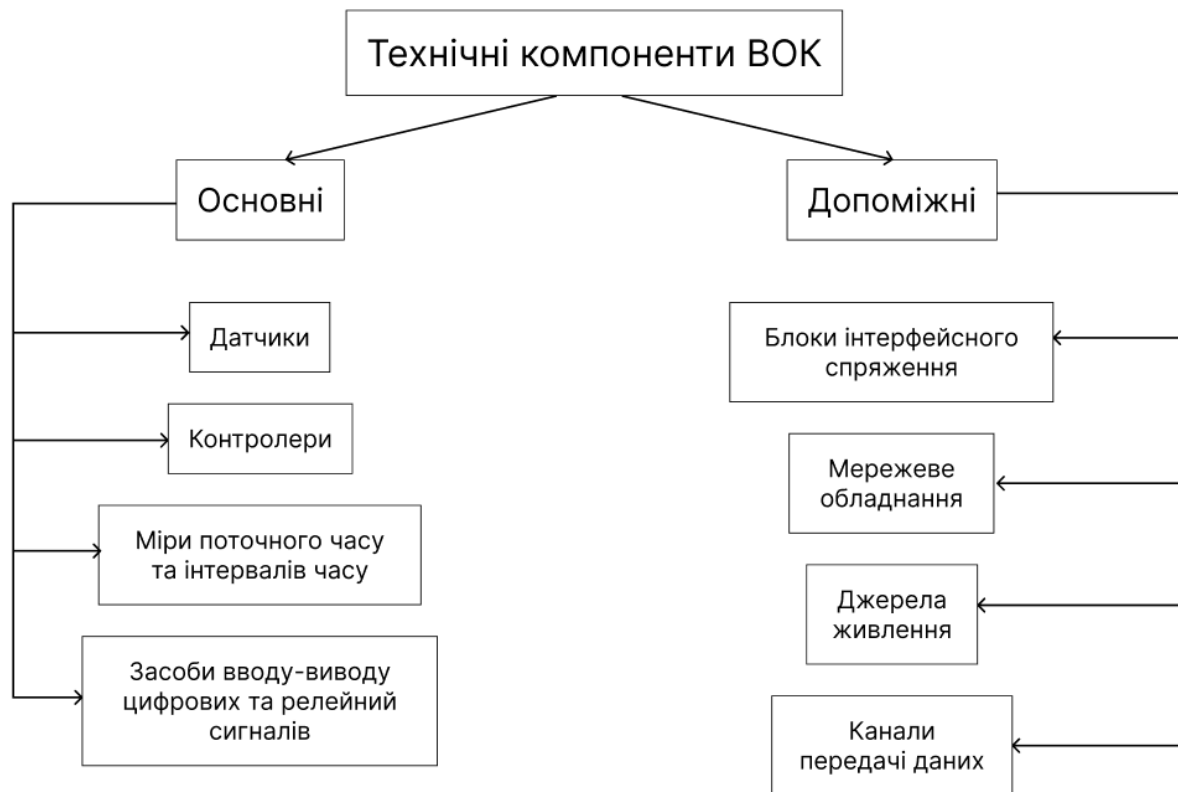 Технічні компоненти ВОК
Основні
Допоміжні
Датчики
Контролери
Міри поточного часу
та інтервалів часу
Засоби вводу-виводу
цифрових та релейний
сигналів
Блоки інтерфейсного
спряження
Мережеве
обладнання
Джерела
живлення
Канали
передачі даних